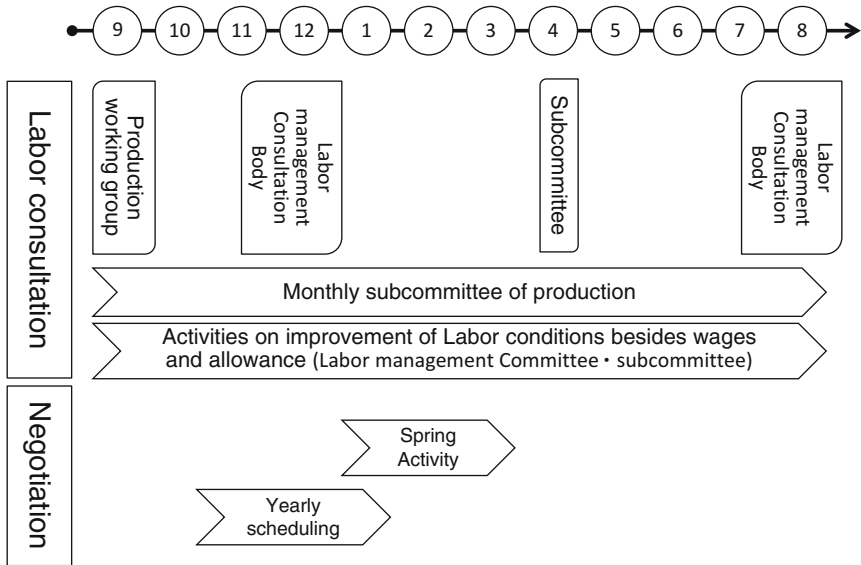 9 10 11 12 1 2 3 4 5 6 7 8
Labor consultation
Production
working group
Labor
management
Consultation
Body
Subcommittee
Labor
management
Consultation
Body
Monthly subcommittee of production
Activities on improvement of Labor conditions besides wages
and allowance (Labor management Committee・subcommittee)
Negotiation
Spring
Activity
Yearly
scheduling